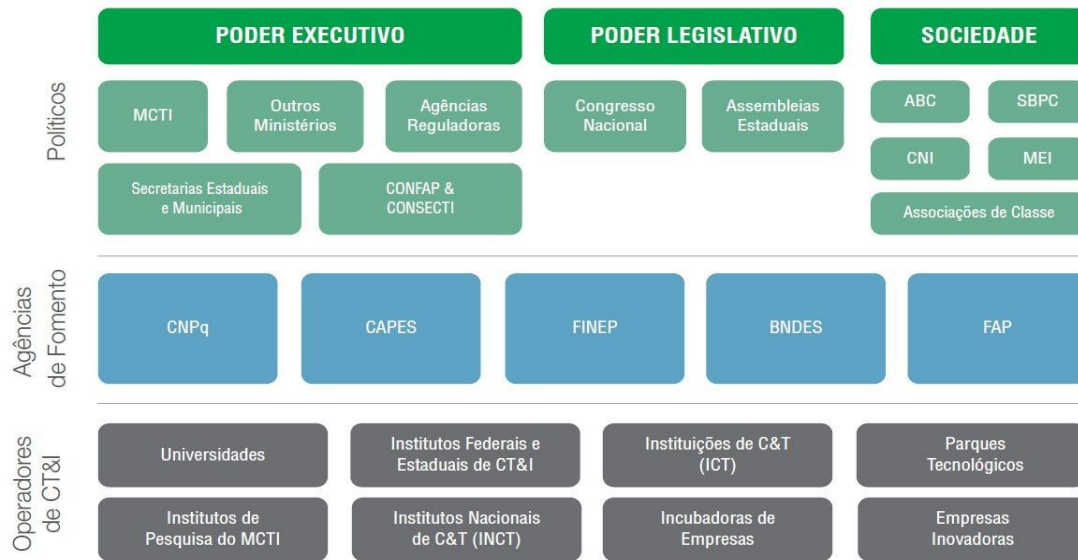 PODER EXECUTIVO
PODER LEGISLATIVO
SOCIEDADE
Políticos
MCTI
Outros
Ministérios
Agências
Reguladoras
Congresso
Nacional
Assembleias
Estaduais
ABC
SBPC
CNI
MEI
Secretarias Estaduais
e Municipais
CONFAP &
CONSECTI
Associações de Classe
Agências
de Fomento
CNPq
CAPES
FINEP
BNDES
FAP
Operadores
de CT&I
Universidades
Institutos Federais e
Estaduais de CT&I
Instituições de C&T
(ICT)
Parques
Tecnológicos
Institutos de
Pesquisa do MCTI
Institutos Nacionais
de C&T (INCT)
Incubadoras de
Empresas
Empresas
Inovadoras